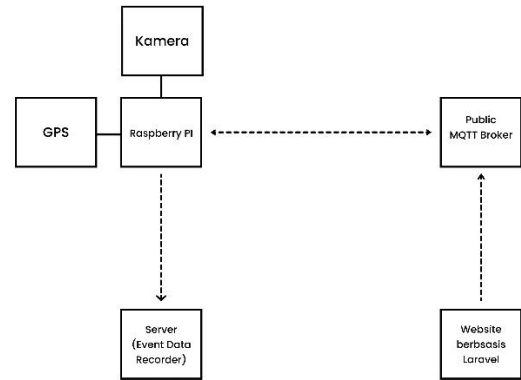 Kamera
GPS
Raspberry PI
Public
MQTT Broker
Server
(Event Data
Recorder)
Website
berbsasis
Laravel